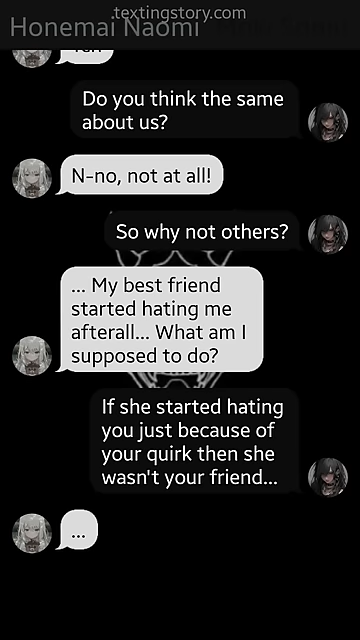 .textingstory.com
Honemai Naomi
Do you think the same
about us?
N-no, not at all!
So why not others?
... My best friend
started hating me
afterall... What am I
supposed to do?
If she started hating
you just because of
your quirk then she
wasn't your friend...
...